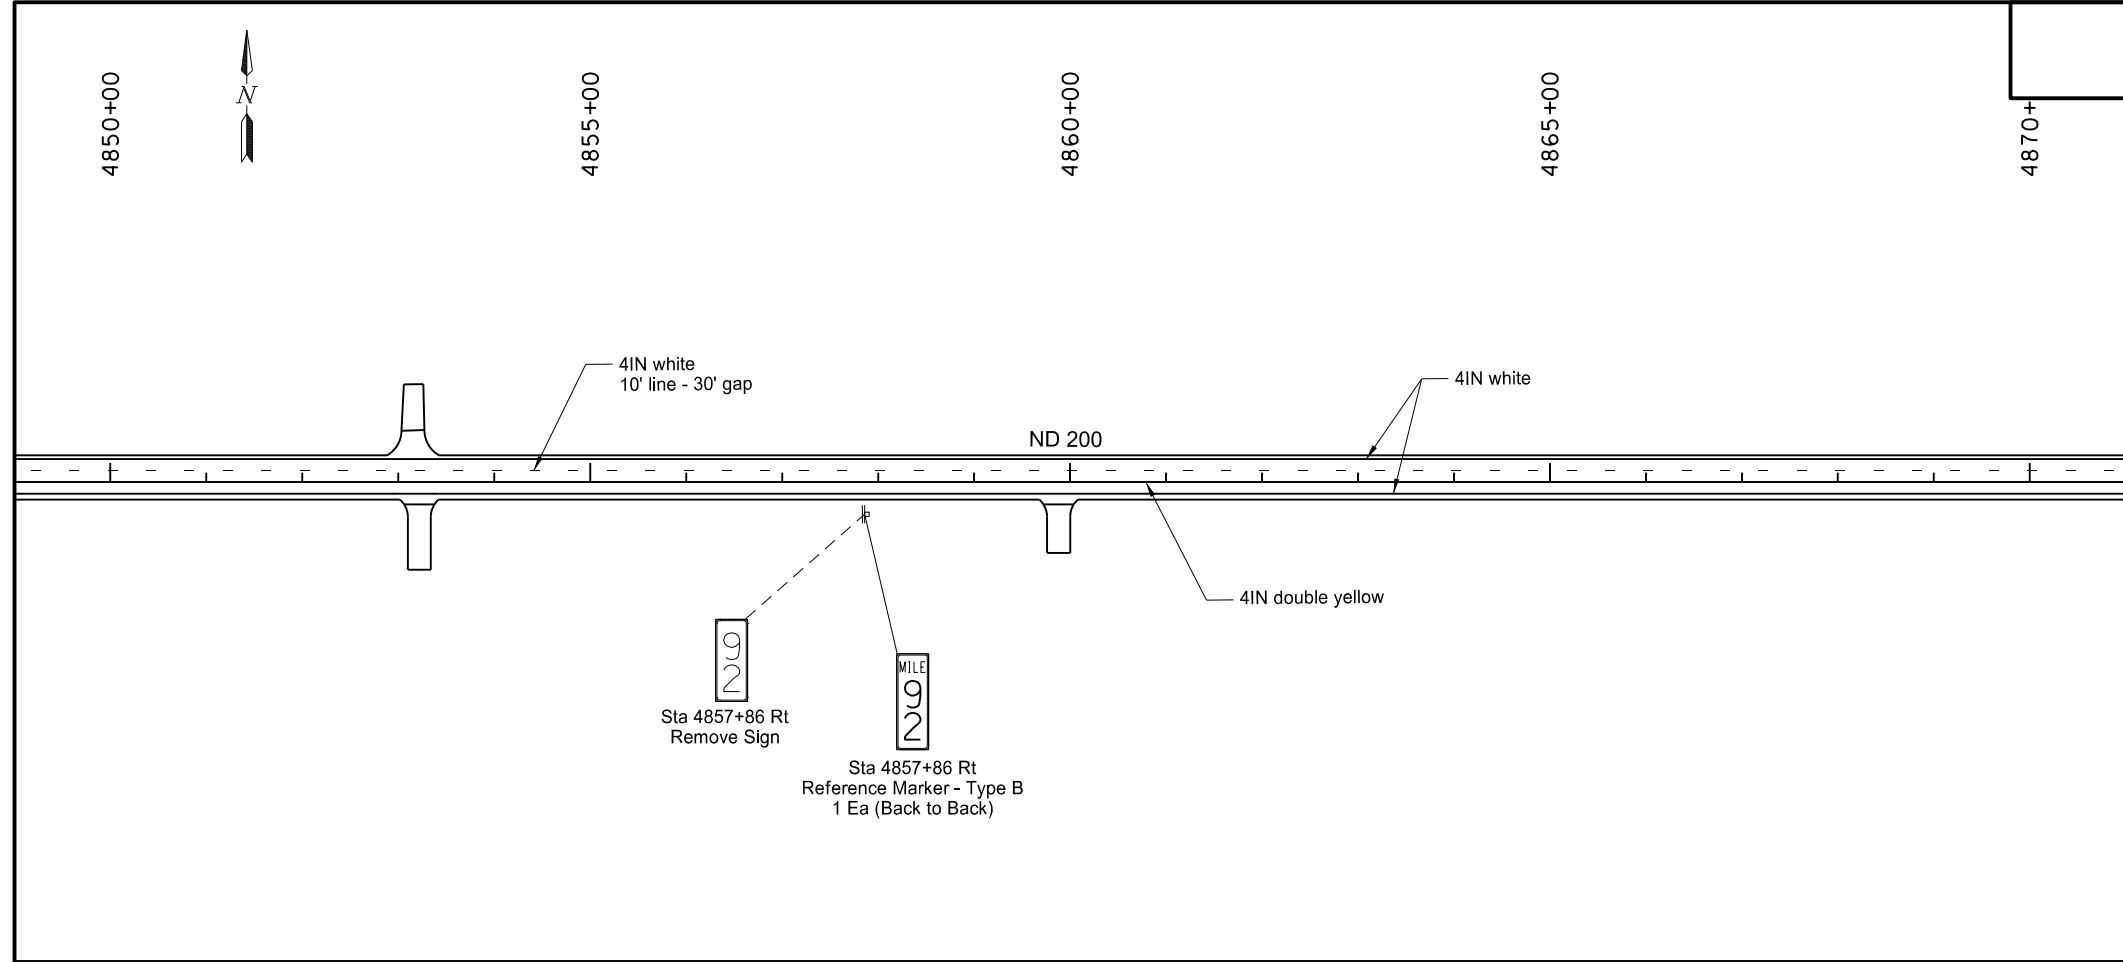 4850+00
4855+00
4860+00
4865+00
4870+
N
4IN white
10' line - 30' gap
4IN white
ND 200
4IN double yellow
9
2
Sta 4857+86 Rt
Remove Sign
MILE
9
2
Sta 4857+86 Rt
Reference Marker - Type B
1 Ea (Back to Back)